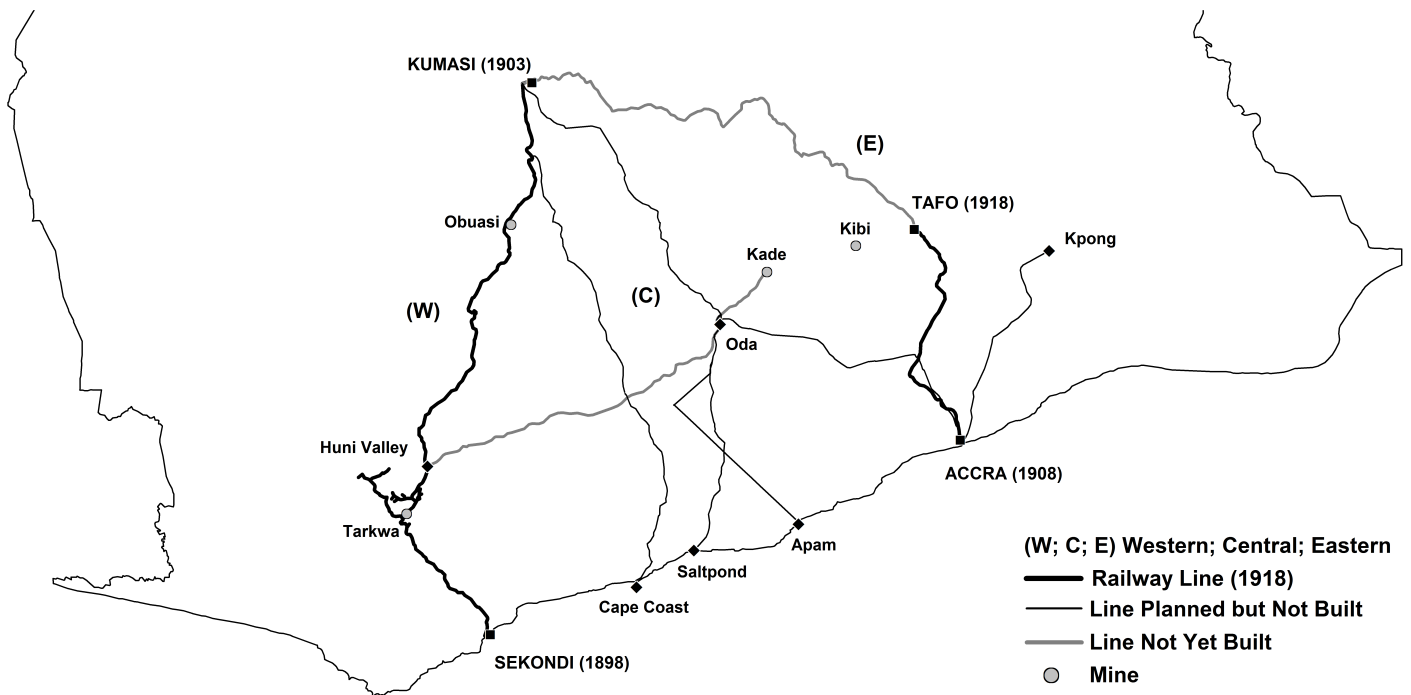 KUMASI (1903)
(E)
TAFO (1918)
Obuasi
Kibi
Kpong
Kade
(C)
(W)
Oda
Huni Valley
ACCRA (1908)
Tarkwa
Apam
Saltpond
Cape Coast
SEKONDI (1898)
(W; C; E) Western; Central; Eastern
Railway Line (1918)
Line Planned but Not Built
Line Not Yet Built
Mine